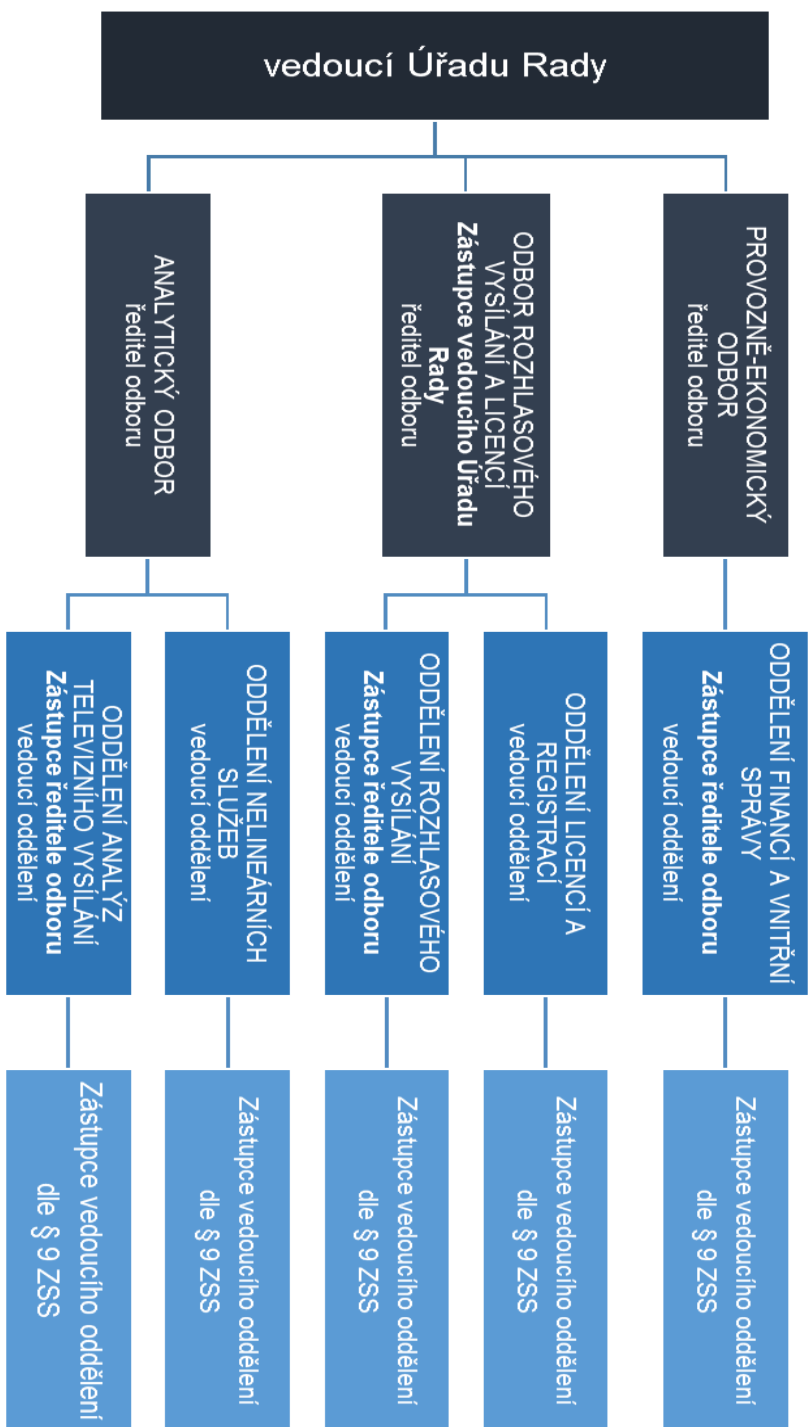 vedoucí Úřadu Rady
PROVOZNĚ-EKONOMICKÝ
ODBOR
ředitel odboru
ODBOR ROZHLASOVÉHO
VYSÍLÁNÍ A LICENCÍ
Zástupce vedoucího Úřadu
Rady
ředitel odboru
ANALYTICKÝ ODBOR
ředitel odboru
ODDĚLENÍ FINANCÍ A VNITŘNÍ
SPRÁVY
Zástupce ředitele odboru
vedoucí oddělení
ODDĚLENÍ LICENCÍ A
REGISTRACÍ
vedoucí oddělení
ODDĚLENÍ ROZHLASOVÉHO
VYSÍLÁNÍ
Zástupce ředitele odboru
vedoucí oddělení
ODDĚLENÍ NELINEÁRNÍCH
SLUŽEB
vedoucí oddělení
ODDĚLENÍ ANALÝZ
TELEVIZNÍHO VYSÍLÁNÍ
Zástupce ředitele odboru
vedoucí oddělení
Zástupce vedoucího oddělení
dle § 9 ZSS
Zástupce vedoucího oddělení
dle § 9 ZSS
Zástupce vedoucího oddělení
dle § 9 ZSS
Zástupce vedoucího oddělení
dle § 9 ZSS
Zástupce vedoucího oddělení
dle § 9 ZSS